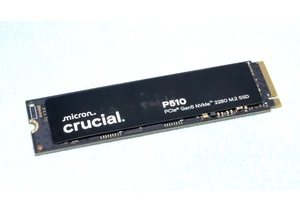 micron
crucial
P510
PCIe® Gen5 NVMe™ 2280 M.2 SSD